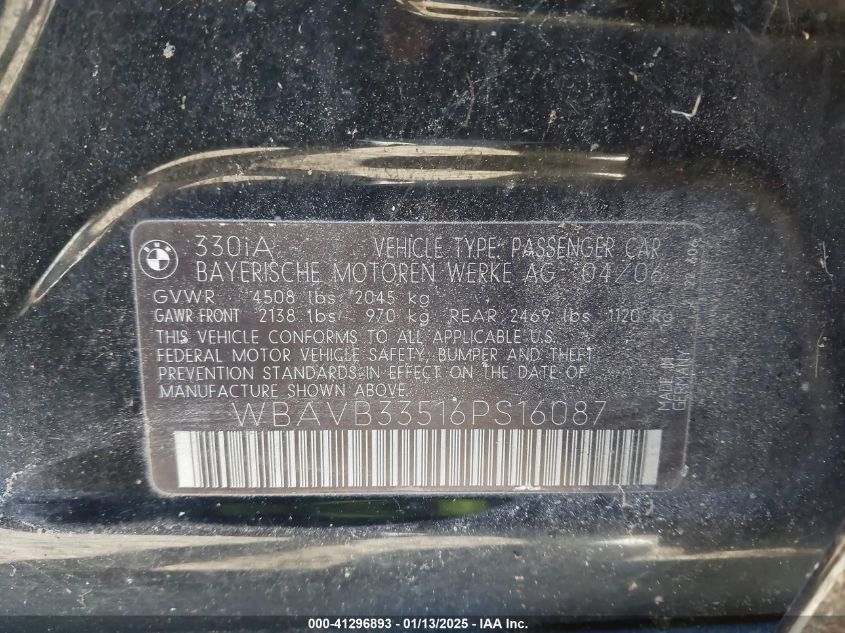 330iA VEHICLE TYPE: PASSENGER CAR
BAYERISCHE MOTOREN WERKE AG 04/06
GVWR 4508 lbs 2045 kg
GAWR FRONT 2138 lbs 970 kg REAR 2469 lbs 1120 kg
THIS VEHICLE CONFORMS TO ALL APPLICABLE U.S.
FEDERAL MOTOR VEHICLE SAFETY, BUMPER AND THEFT
PREVENTION STANDARDS IN EFFECT ON THE DATE OF
MANUFACTURE SHOWN ABOVE.
WBAVB33516PS16087
MADE IN
GERMANY
000-41296893 - 01/13/2025 - IAA Inc.